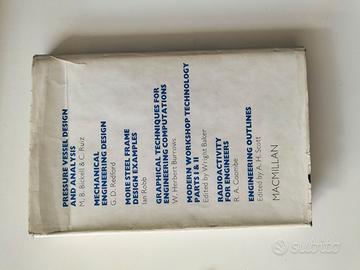 PRESSURE VESSEL DESIGN
AND ANALYSIS
M. B. Bickell & C. Ruiz
MECHANICAL
ENGINEERING DESIGN
G. D. Redford
MORE STEEL FRAME
DESIGN EXAMPLES
Ian Robb
GRAPHICAL TECHNIQUES FOR
ENGINEERING COMPUTATIONS
W. Herbert Burrows
MODERN WORKSHOP TECHNOLOGY
PARTS I & II
Edited by Wright Baker
RADIOACTIVITY
FOR ENGINEERS
R. A. Coombe
ENGINEERING OUTLINES
Edited by A. H. Scott
MACMILLAN
subito